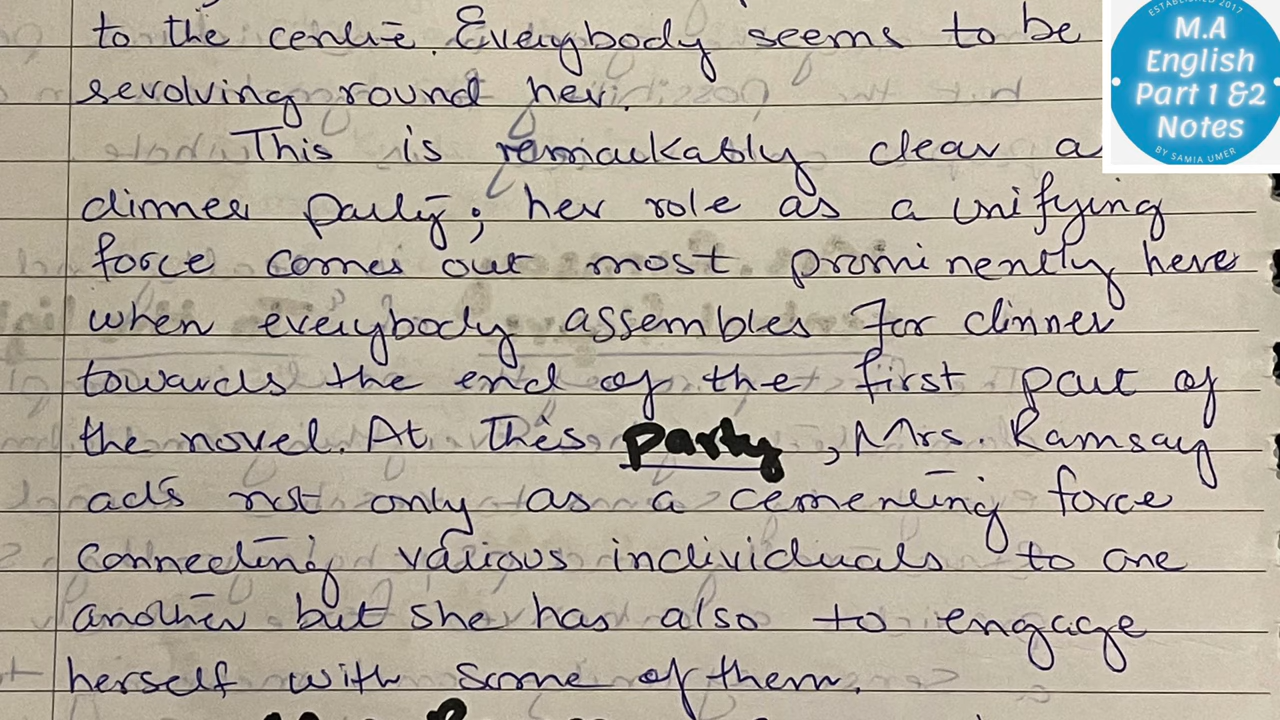 to the centre. Everybody seems to be
revolving round her.
This is remarkably clear a
dinner party; her role as a unifying
force comes out most prominently here
when everybody assembles for dinner
towards the end of the first part of
the novel. At this party, Mrs. Ramsay
acts not only as a cementing force
connecting various individuals to one
another but she has also to engage
herself with some of them.
ESTABLISHED 2017
M.A
English
Part 1 &2
Notes
BY SAMIA UMER